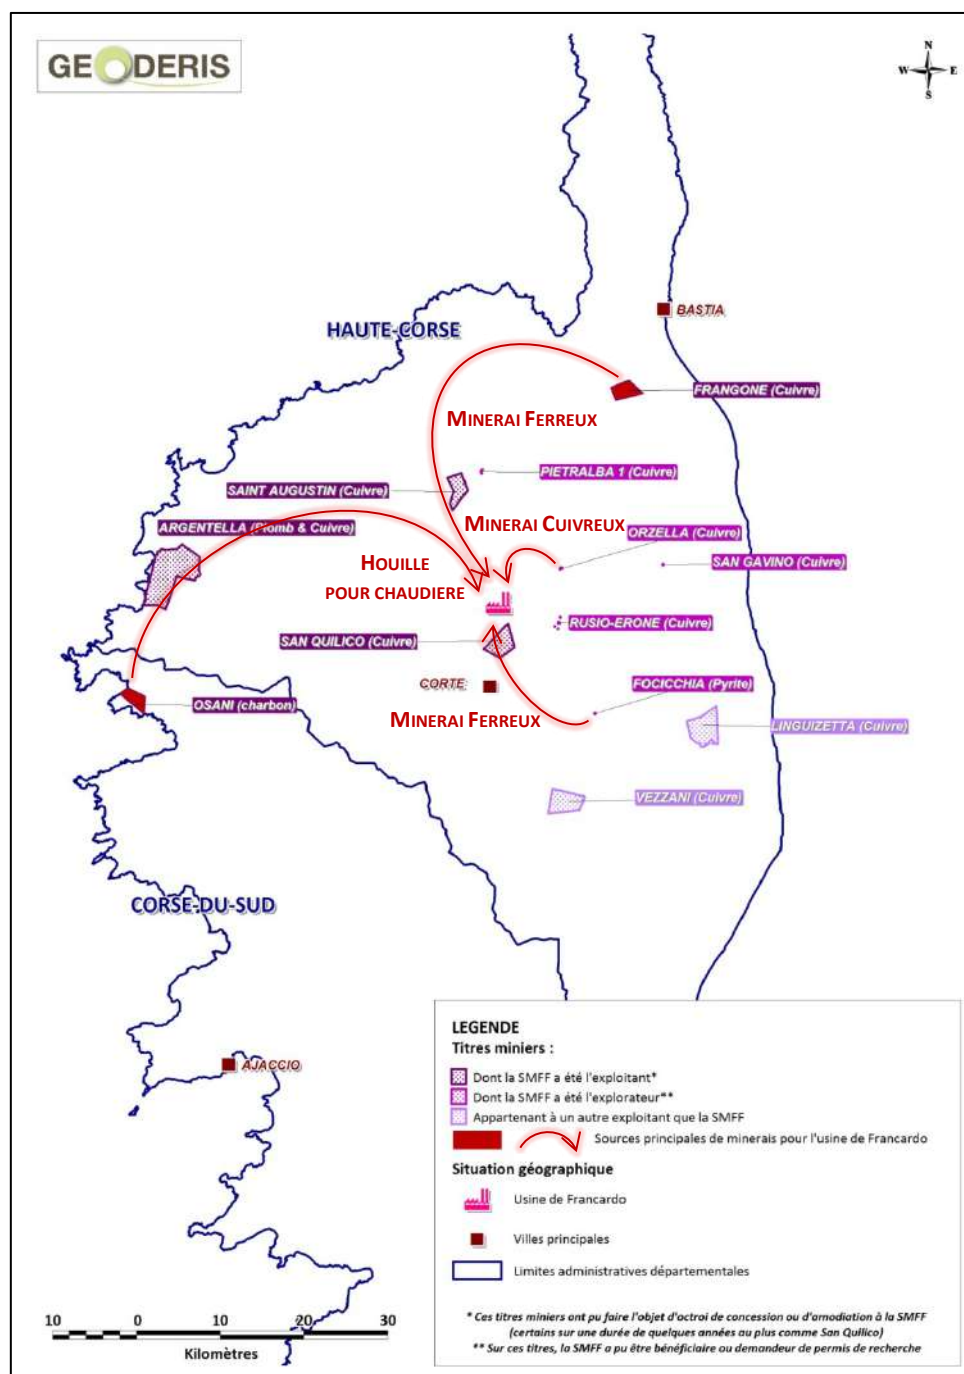 GEODERIS
N
W E
S
BASTIA
HAUTE-CORSE
FRANGONE (Cuivre)
MINERAI FERREUX
PIETRALBA 1 (Cuivre)
SAINT AUGUSTIN (Cuivre)
MINERAI CUIVREUX
ORZELLA (Cuivre)
ARGENTELLA (Plomb & Cuivre)
HOUILLE
POUR CHAUDIERE
SAN GAVINO (Cuivre)
RUSIO-ERONE (Cuivre)
SAN QUILICO (Cuivre)
CORTE
FOCICCHIA (Pyrite)
OSANI (charbon)
MINERAI FERREUX
LINGUIZETTA (Cuivre)
VEZZANI (Cuivre)
CORSE-DU-SUD
AJACCIO
LEGENDE
Titres miniers :
Dont la SMFF a été l'exploitant*
Dont la SMFF a été l'explorateur**
Appartenant à un autre exploitant que la SMFF
Sources principales de minerais pour l'usine de Francardo
Situation géographique
Usine de Francardo
Villes principales
Limites administratives départementales
* Ces titres miniers ont pu faire l'objet d'octroi de concession ou d'amodiation à la SMFF
(certains sur une durée de quelques années au plus comme San Quilico)
** Sur ces titres, la SMFF a pu être bénéficiaire ou demandeur de permis de recherche
10 0 10 20 30
Kilomètres